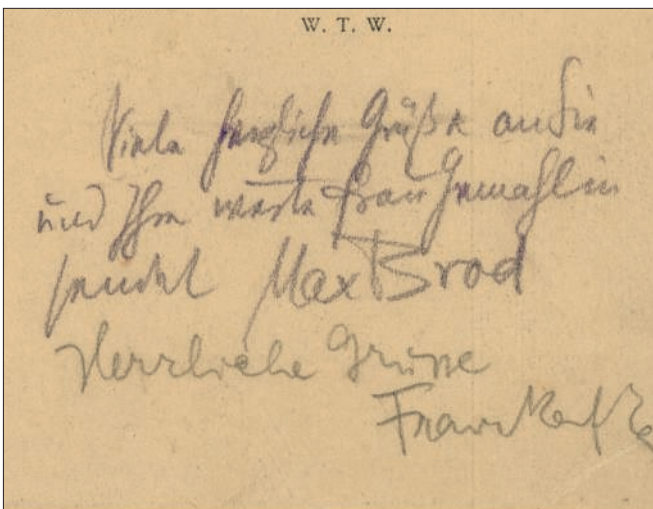 W. T. W.
Viele herzliche Grüße an Sie
und Ihre werte Frau Gemahlin
sendet Max Brod
Herzliche Grüsse
Franz Kafka